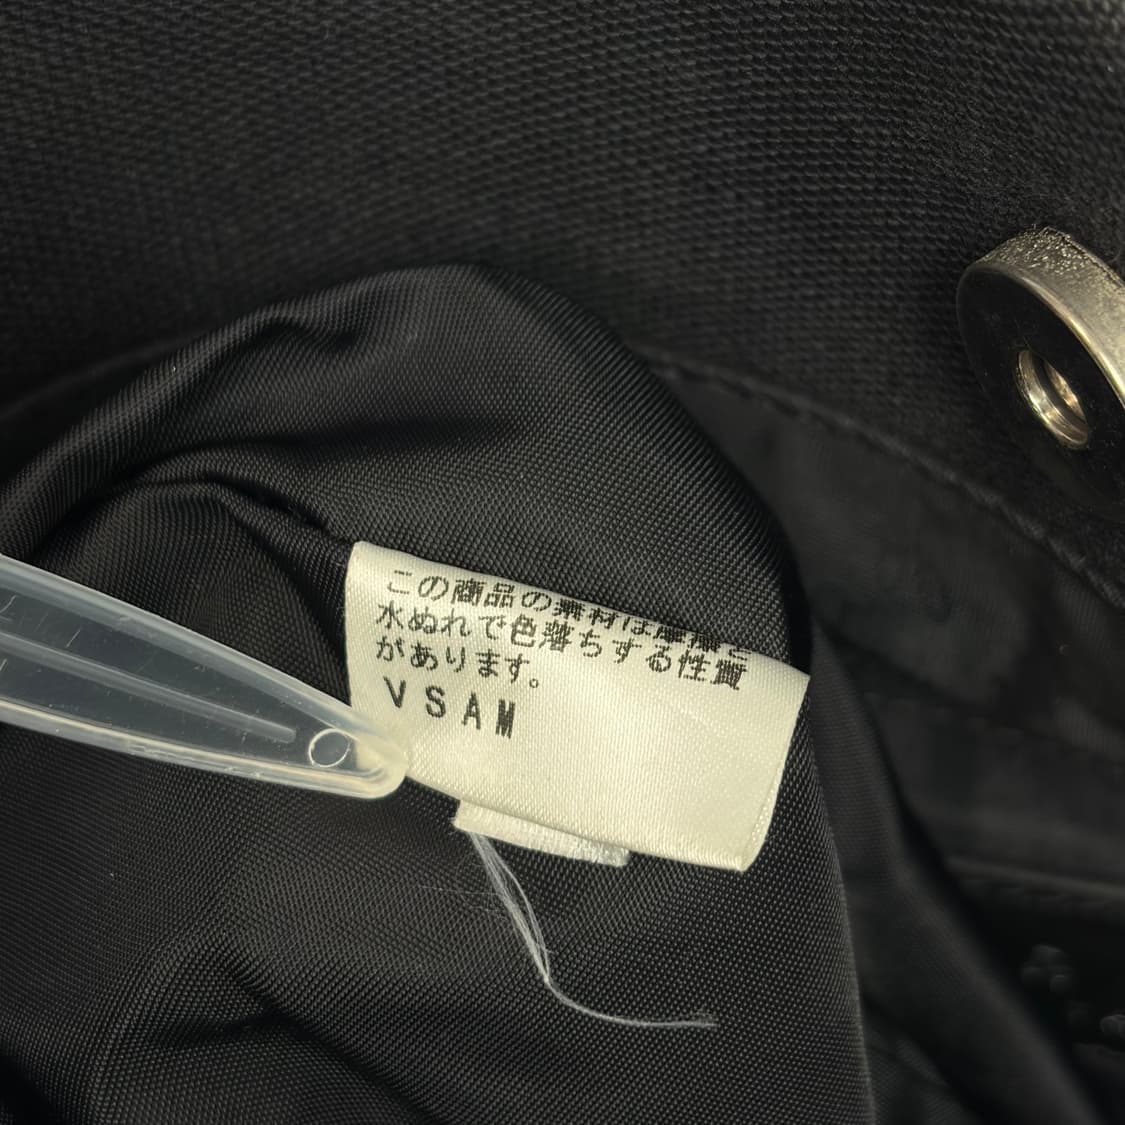 この商品の素材は摩擦と
水ぬれで色落ちする性質
があります。
VSAM